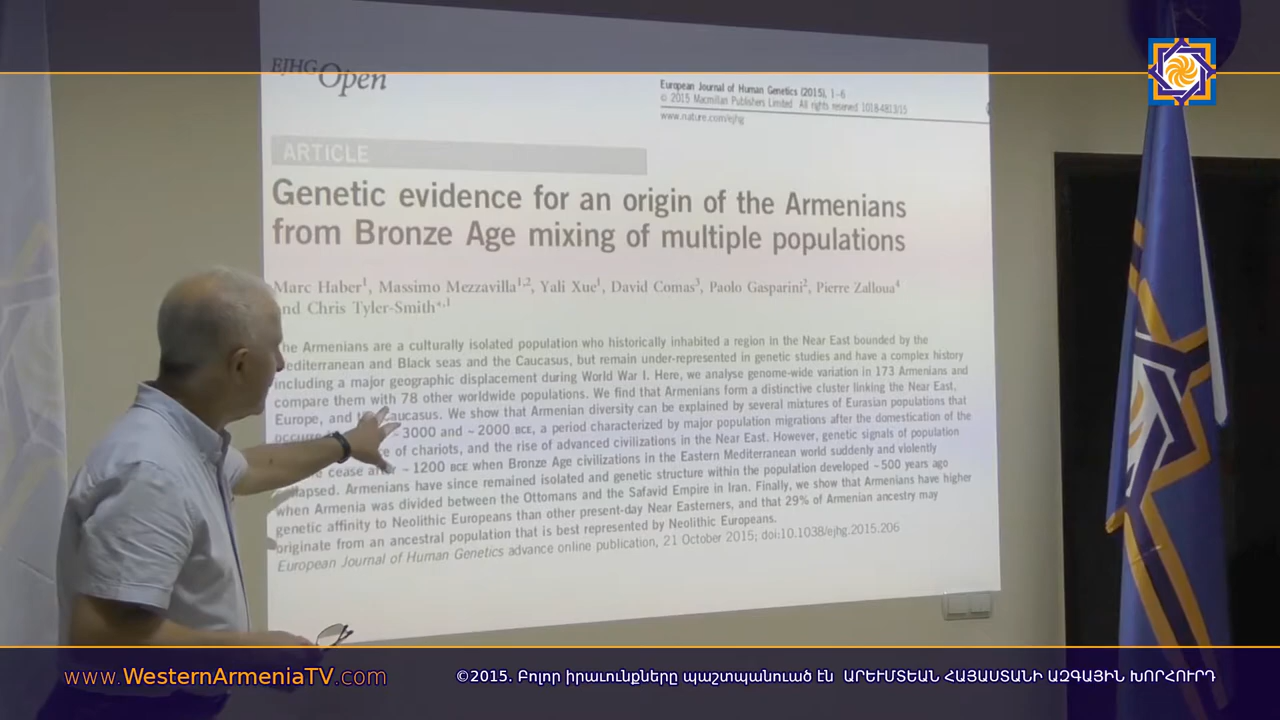 EJHG Open
European Journal of Human Genetics (2015), 1–6
© 2015 Macmillan Publishers Limited All rights reserved 1018-4813/15
www.nature.com/ejhg
ARTICLE
Genetic evidence for an origin of the Armenians
from Bronze Age mixing of multiple populations
Marc Haber1, Massimo Mezzavilla1,2, Yali Xue1, David Comas3, Paolo Gasparini2, Pierre Zalloua4
and Chris Tyler-Smith*,1
The Armenians are a culturally isolated population who historically inhabited a region in the Near East bounded by the
Mediterranean and Black seas and the Caucasus, but remain under-represented in genetic studies and have a complex history
including a major geographic displacement during World War I. Here, we analyse genome-wide variation in 173 Armenians and
compare them with 78 other worldwide populations. We find that Armenians form a distinctive cluster linking the Near East,
Europe, and the Caucasus. We show that Armenian diversity can be explained by several mixtures of Eurasian populations that
~3000 and ~2000 BCE, a period characterized by major population migrations after the domestication of the
of chariots, and the rise of advanced civilizations in the Near East. However, genetic signals of population
cease after ~1200 BCE when Bronze Age civilizations in the Eastern Mediterranean world suddenly and violently
collapsed. Armenians have since remained isolated and genetic structure within the population developed ~500 years ago
when Armenia was divided between the Ottomans and the Safavid Empire in Iran. Finally, we show that Armenians have higher
genetic affinity to Neolithic Europeans than other present-day Near Easterners, and that 29% of Armenian ancestry may
originate from an ancestral population that is best represented by Neolithic Europeans.
European Journal of Human Genetics advance online publication, 21 October 2015; doi:10.1038/ejhg.2015.206
www.WesternArmeniaTV.com
©2015. Բոլոր իրաւունքները պաշտպանուած էն ԱՐԵՒՄՏԵԱՆ ՀԱՅԱՍՏԱՆԻ ԱԶԳԱՅԻՆ ԽՈՐՀՈՒՐԴ